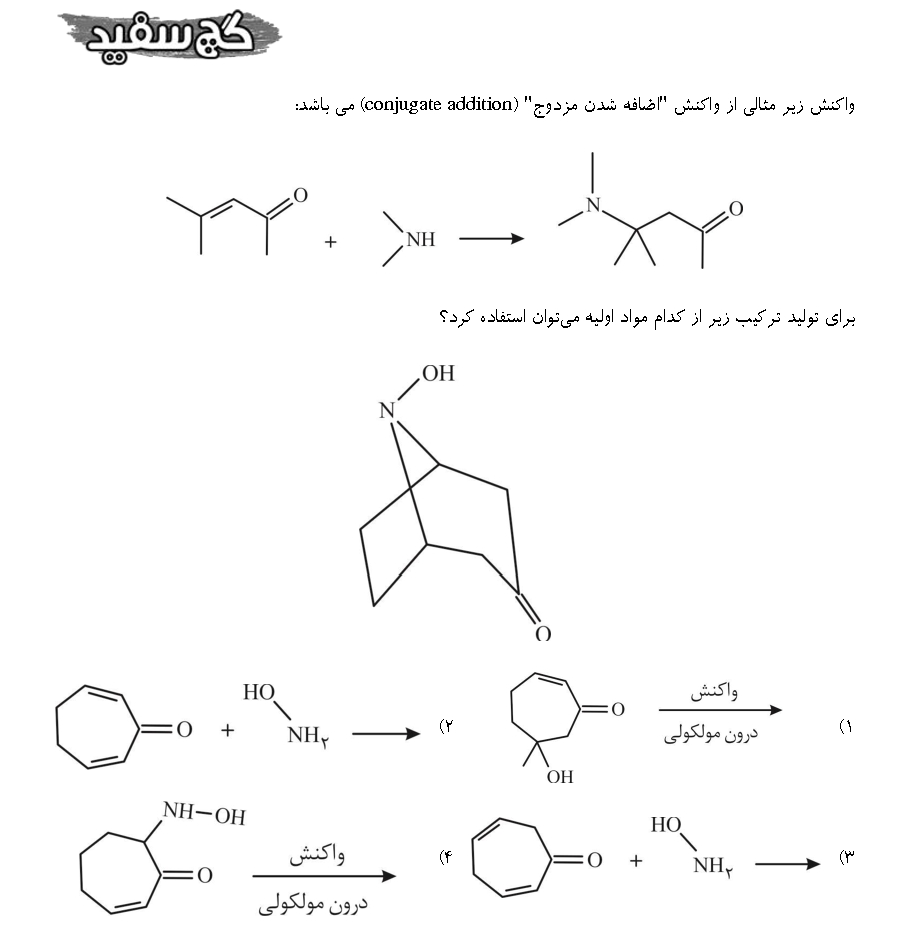 گچ سفید
واکنش زیر مثالی از واکنش "اضافه شدن مزدوج" (conjugate addition) می باشد:
O
N
O
+
NH
برای تولید ترکیب زیر از کدام مواد اولیه می‌توان استفاده کرد؟
OH
N
O
۱)
O
OH
واکنش
درون مولکولی
۲)
O
+
HO
NH۲
۳)
O
+
HO
NH۲
۴)
NH–OH
O
واکنش
درون مولکولی